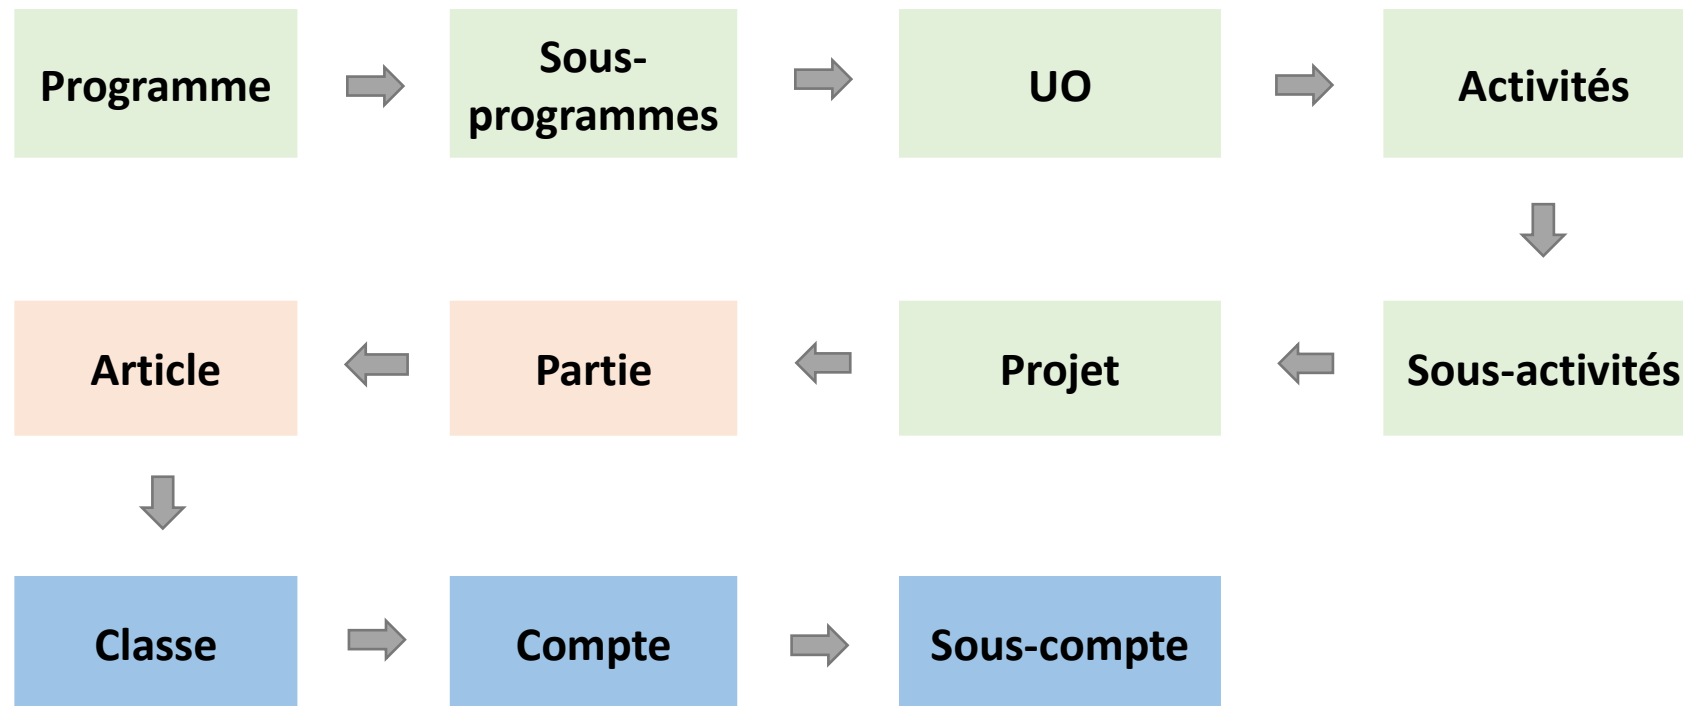 Programme
Sous-
programmes
UO
Activités
Article
Partie
Projet
Sous-activités
Classe
Compte
Sous-compte